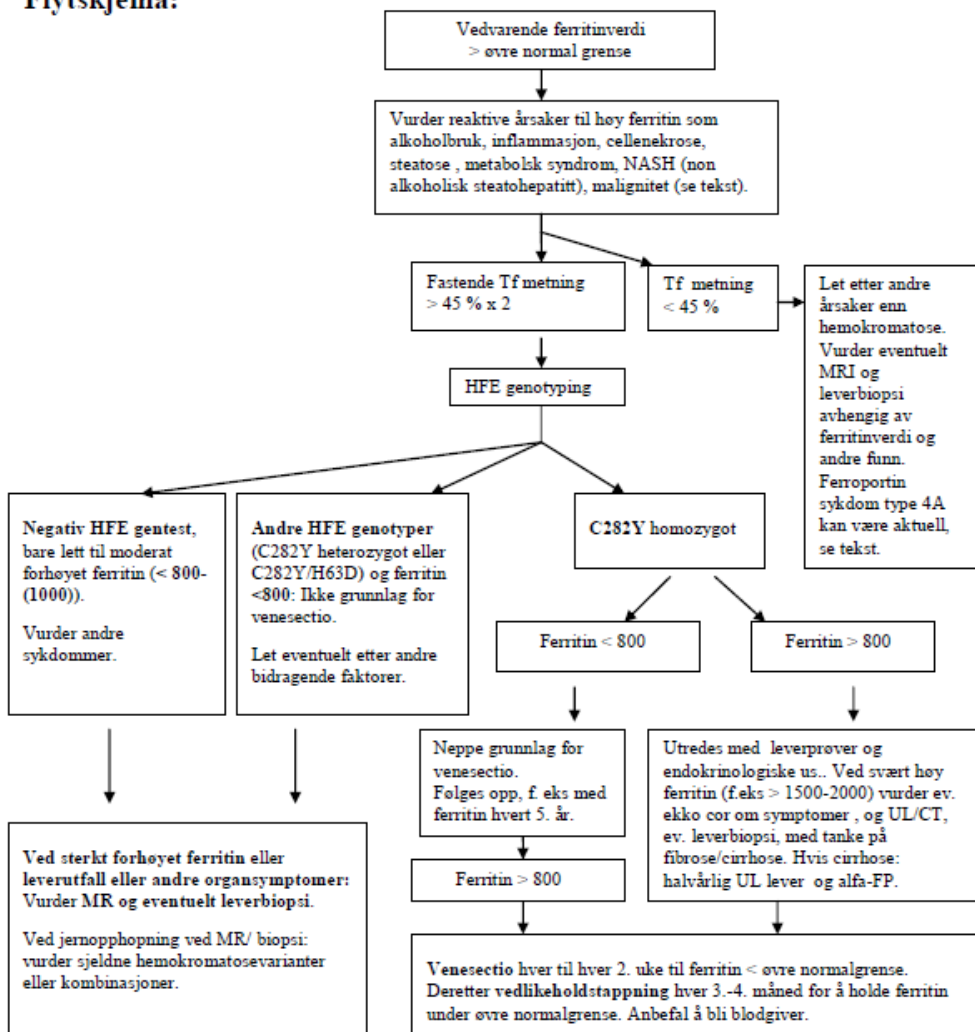 Flytskjema:
Vedvarende ferritinverdi
> øvre normal grense
Vurder reaktive årsaker til høy ferritin som
alkoholbruk, inflammasjon, cellenekrose,
steatose , metabolsk syndrom, NASH (non
alkoholisk steatohepatitt), malignitet (se tekst).
Fastende Tf metning
> 45 % x 2
Tf metning
< 45 %
Let etter andre
årsaker enn
hemokromatose.
Vurder eventuelt
MRI og
leverbiopsi
avhengig av
ferritinverdi og
andre funn.
Ferroportin
sykdom type 4A
kan være aktuell,
se tekst.
HFE genotyping
Negativ HFE gentest,
bare lett til moderat
forhøyet ferritin (< 800-
(1000)).
Vurder andre
sykdommer.
Andre HFE genotyper
(C282Y heterozygot eller
C282Y/H63D) og ferritin
<800: Ikke grunnlag for
venesectio.
Let eventuelt etter andre
bidragende faktorer.
C282Y homozygot
Ferritin < 800
Ferritin > 800
Neppe grunnlag for
venesectio.
Følges opp, f. eks med
ferritin hvert 5. år.
Utredes med leverprøver og
endokrinologiske us.. Ved svært høy
ferritin (f.eks > 1500-2000) vurder ev.
ekko cor om symptomer , og UL/CT,
ev. leverbiopsi, med tanke på
fibrose/cirrhose. Hvis cirrhose:
halvårlig UL lever og alfa-FP.
Ferritin > 800
Ved sterkt forhøyet ferritin eller
leverutfall eller andre organsymptomer:
Vurder MR og eventuelt leverbiopsi.
Ved jernopphopning ved MR/ biopsi:
vurder sjeldne hemokromatosevarianter
eller kombinasjoner.
Venesectio hver til hver 2. uke til ferritin < øvre normalgrense.
Deretter vedlikeholdstappning hver 3.-4. måned for å holde ferritin
under øvre normalgrense. Anbefal å bli blodgiver.